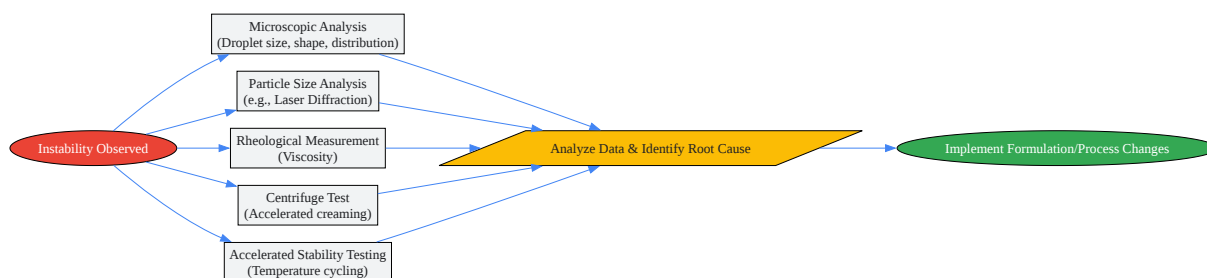 Microscopic Analysis
(Droplet size, shape, distribution)
Particle Size Analysis
(e.g., Laser Diffraction)
Instability Observed
Rheological Measurement
(Viscosity)
Analyze Data & Identify Root Cause
Implement Formulation/Process Changes
Centrifuge Test
(Accelerated creaming)
Accelerated Stability Testing
(Temperature cycling)